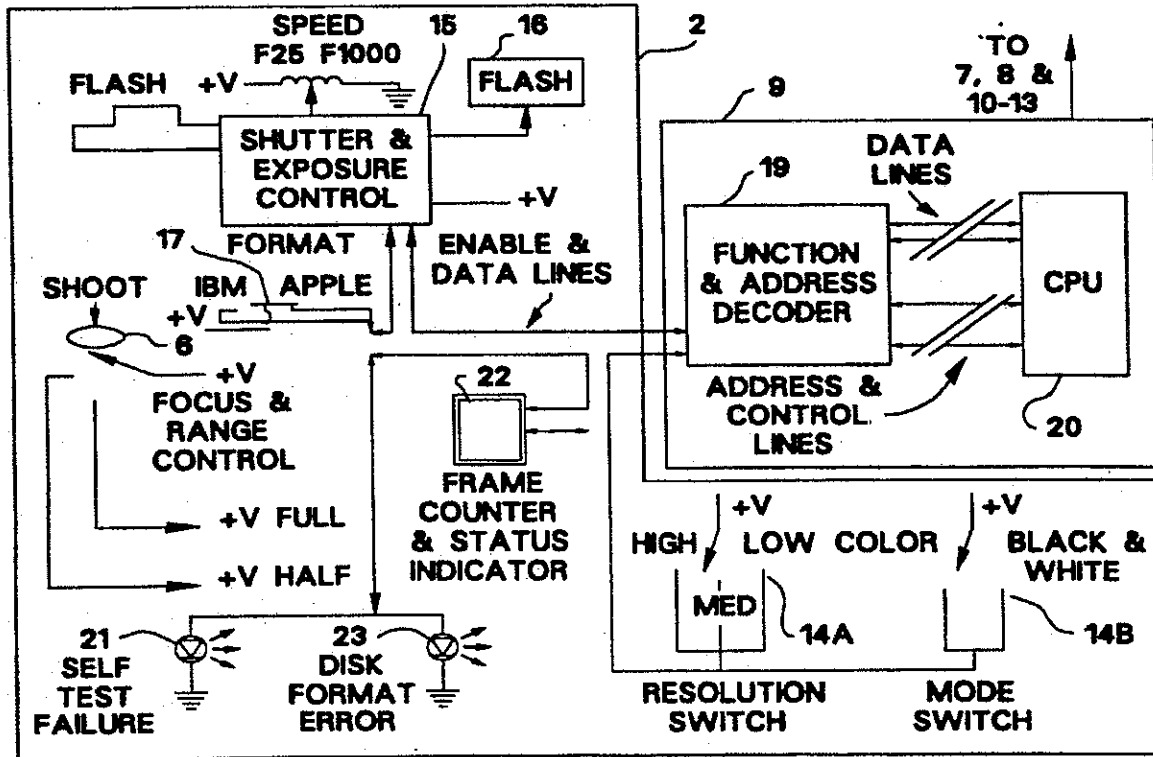 SPEED
F25 F1000
15
16
2
FLASH
+V
FLASH
SHUTTER &
EXPOSURE
CONTROL
+V
17
FORMAT
IBM APPLE
ENABLE &
DATA LINES
SHOOT
+V
6
+V
FOCUS &
RANGE
CONTROL
22
FRAME
COUNTER
& STATUS
INDICATOR
+V FULL
+V HALF
21
SELF
TEST
FAILURE
23
DISK
FORMAT
ERROR
TO
7, 8 &
10-13
9
19
DATA
LINES
FUNCTION
& ADDRESS
DECODER
CPU
ADDRESS &
CONTROL
LINES
20
+V
+V
HIGH LOW COLOR BLACK &
WHITE
MED
14A
14B
RESOLUTION
SWITCH
MODE
SWITCH